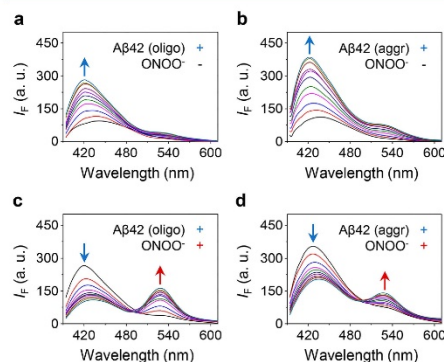 a
450
300
150
0
Aβ42 (oligo) +
ONOO⁻ -
I_F (a. u.)
420 480 540 600
Wavelength (nm)
b
450
300
150
0
Aβ42 (aggr) +
ONOO⁻ -
I_F (a. u.)
420 480 540 600
Wavelength (nm)
c
450
300
150
0
Aβ42 (oligo) +
ONOO⁻ +
I_F (a. u.)
420 480 540 600
Wavelength (nm)
d
450
300
150
0
Aβ42 (aggr) +
ONOO⁻ +
I_F (a. u.)
420 480 540 600
Wavelength (nm)